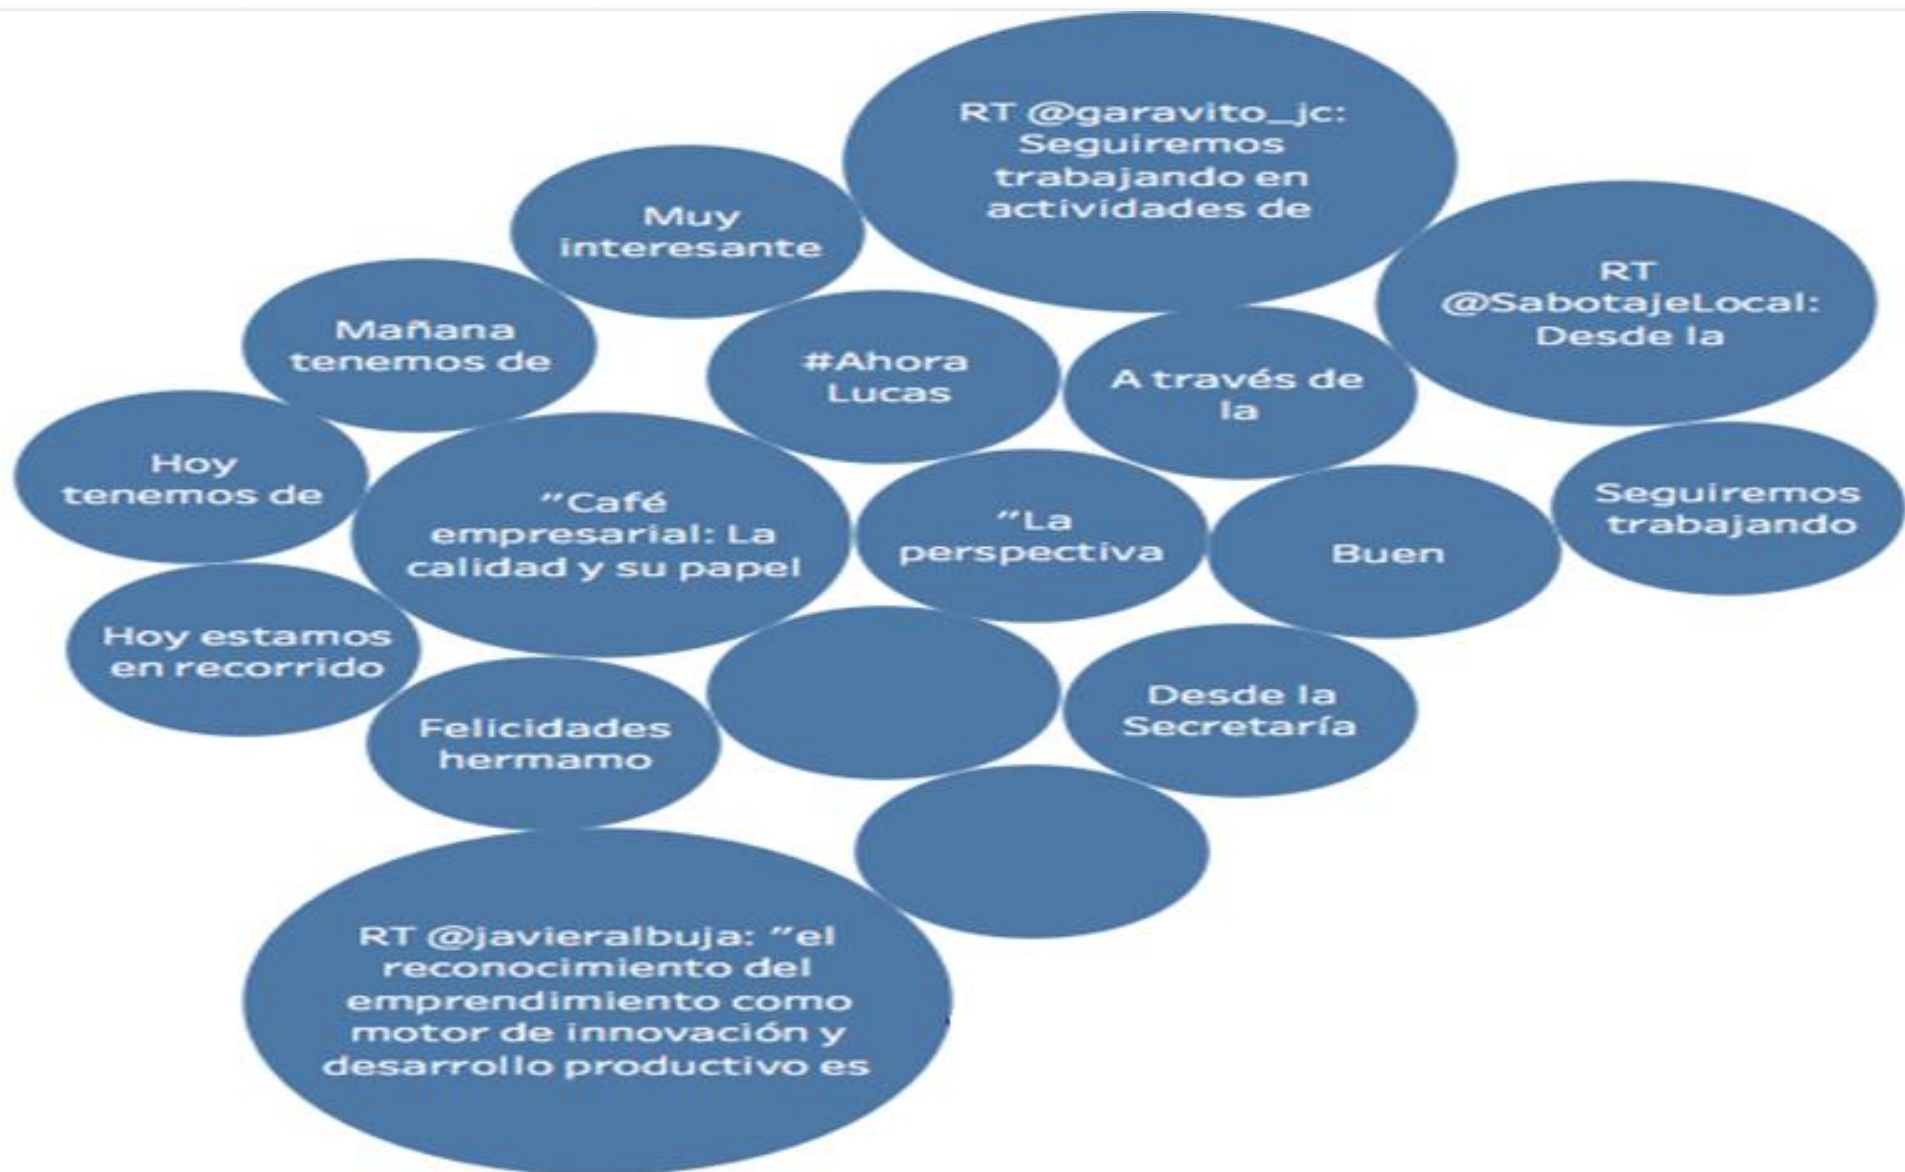 RT @garavito_jc:
Seguiremos
trabajando en
actividades de
Muy
interesante
RT
@SabotajeLocal:
Desde la
Mañana
tenemos de
#Ahora
Lucas
A través de
la
Hoy
tenemos de
"Café
empresarial: La
calidad y su papel
"La
perspectiva
Buen
Seguiremos
trabajando
Hoy estamos
en recorrido
Felicidades
hermamo
Desde la
Secretaría
RT @javieralbuja: "el
reconocimiento del
emprendimiento como
motor de innovación y
desarrollo productivo es